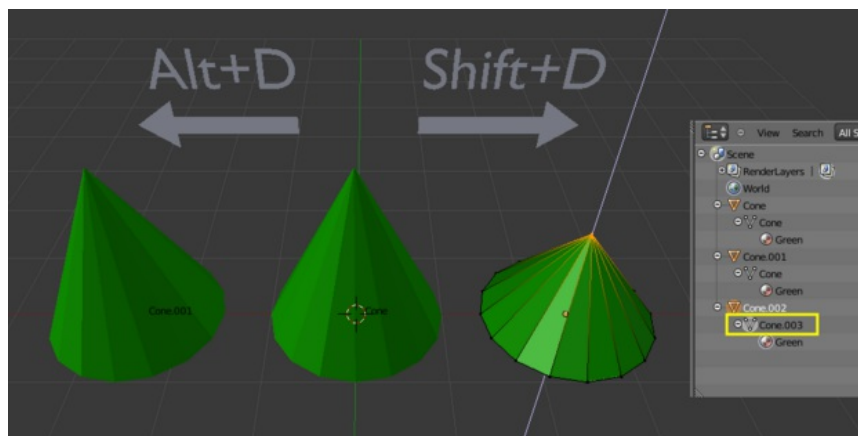 Alt+D
Shift+D
Cone.001
Cone
View Search All S
Scene
RenderLayers |
World
Cone
Cone
Green
Cone.001
Cone
Green
Cone.002
Cone.003
Green